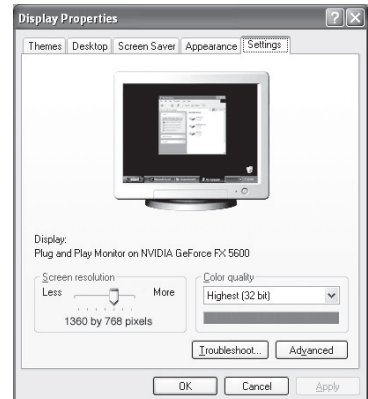 Display Properties
Themes Desktop Screen Saver Appearance Settings
Display:
Plug and Play Monitor on NVIDIA GeForce FX 5600
Screen resolution
Less More
1360 by 768 pixels
Color quality
Highest (32 bit)
Troubleshoot... Advanced
OK Cancel Apply